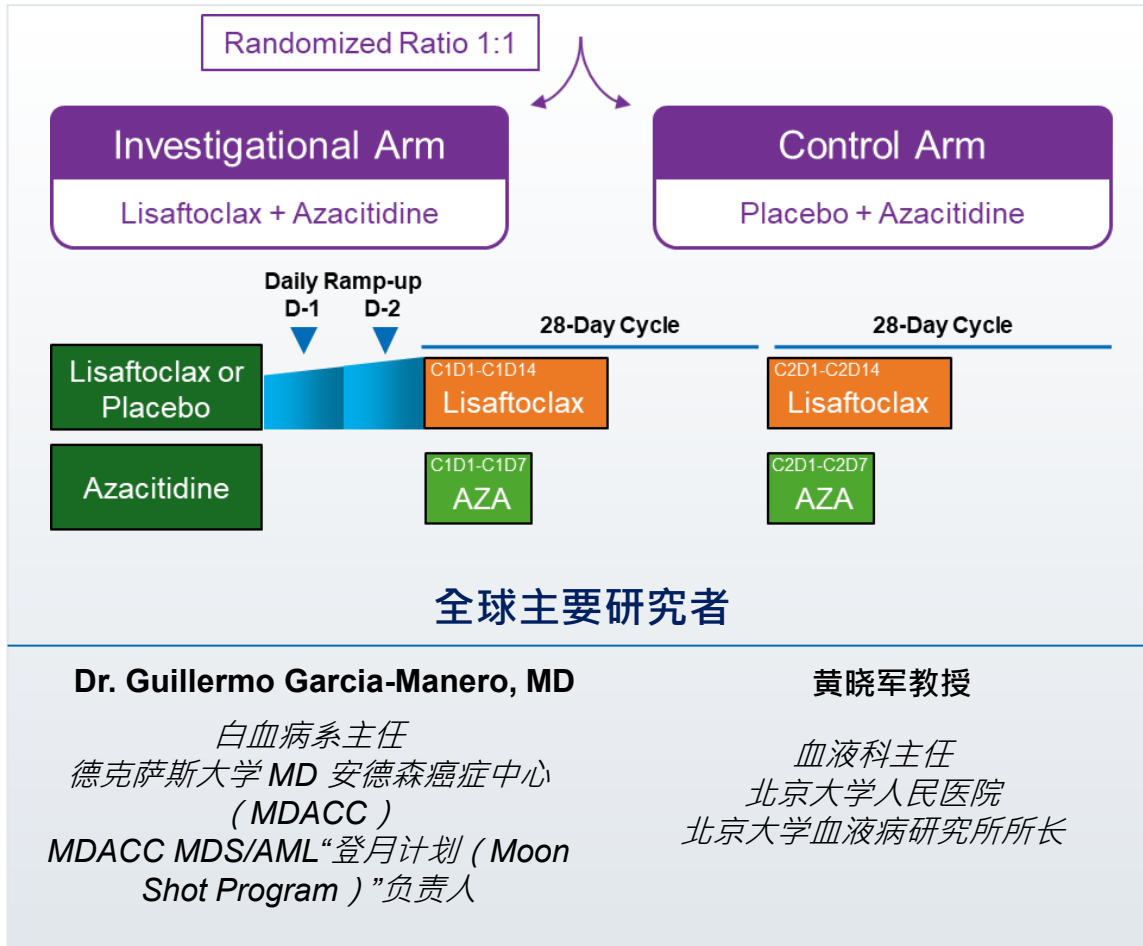 Randomized Ratio 1:1
Investigational Arm
Lisaftoclax + Azacitidine
Control Arm
Placebo + Azacitidine
Daily Ramp-up
D-1 D-2
28-Day Cycle
28-Day Cycle
Lisaftoclax or
Placebo
C1D1-C1D14
Lisaftoclax
C2D1-C2D14
Lisaftoclax
Azacitidine
C1D1-C1D7
AZA
C2D1-C2D7
AZA
全球主要研究者
Dr. Guillermo Garcia-Manero, MD
白血病系主任
德克萨斯大学 MD 安德森癌症中心
（MDACC）
MDACC MDS/AML“登月计划（Moon
Shot Program）”负责人
黄晓军教授
血液科主任
北京大学人民医院
北京大学血液病研究所所长